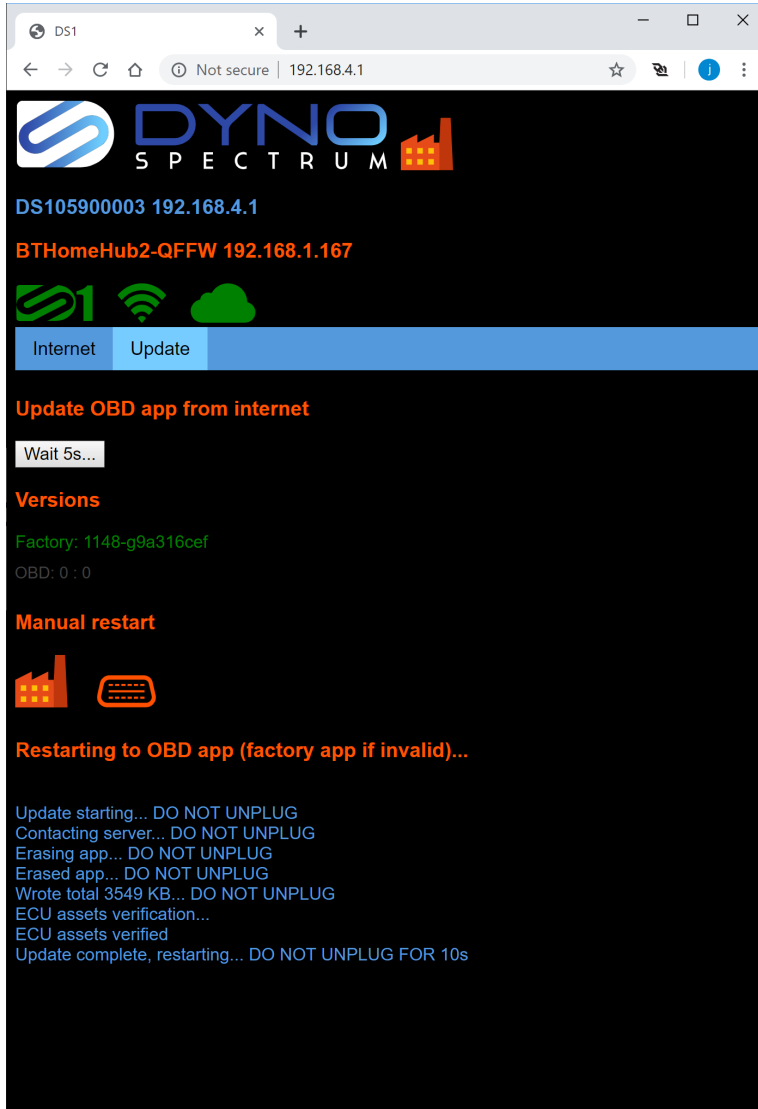 DS1
Not secure | 192.168.4.1
j
DYNO
SPECTRUM
DS105900003 192.168.4.1
BTHomeHub2-QFFW 192.168.1.167
S1
Internet Update
Update OBD app from internet
Wait 5s...
Versions
Factory: 1148-g9a316cef
OBD: 0 : 0
Manual restart
Restarting to OBD app (factory app if invalid)...
Update starting... DO NOT UNPLUG
Contacting server... DO NOT UNPLUG
Erasing app... DO NOT UNPLUG
Erased app... DO NOT UNPLUG
Wrote total 3549 KB... DO NOT UNPLUG
ECU assets verification...
ECU assets verified
Update complete, restarting... DO NOT UNPLUG FOR 10s